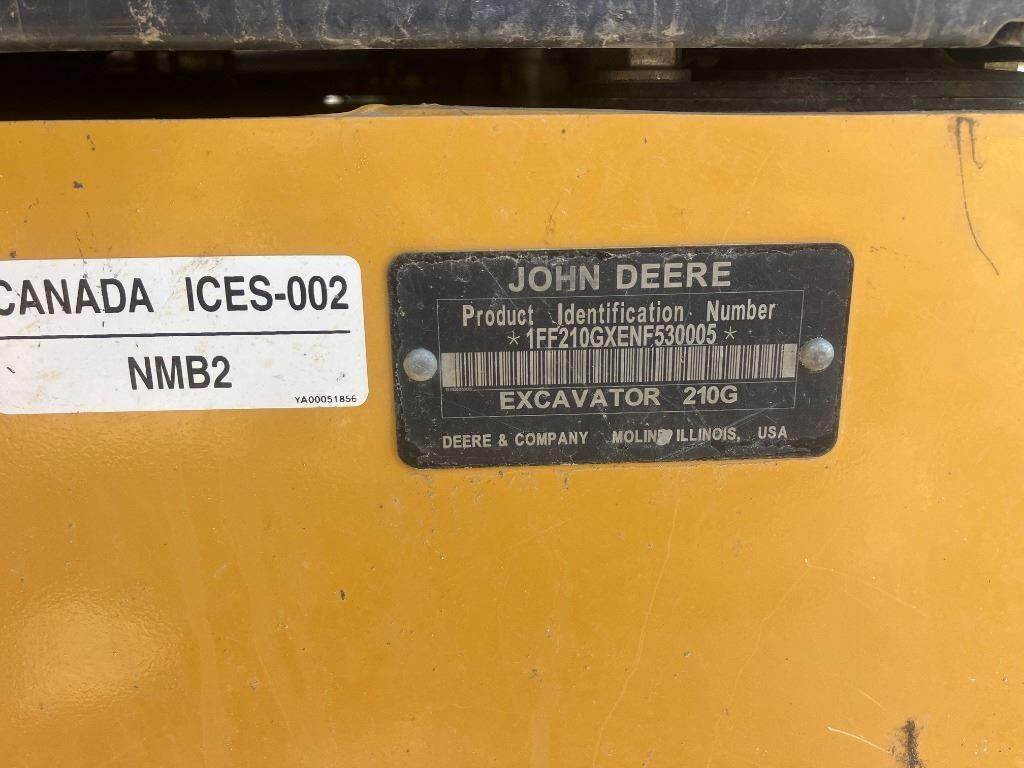 CANADA ICES-002
NMB2
YA00051856
JOHN DEERE
Product Identification Number
*1FF210GXENF530005*
EXCAVATOR 210G
DEERE & COMPANY MOLINE ILLINOIS, USA